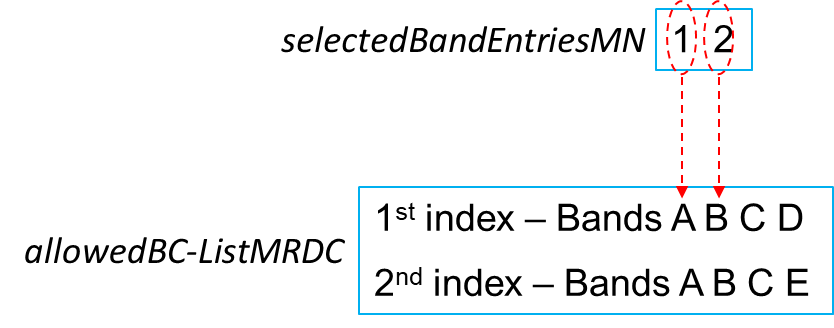 selectedBandEntriesMN 1 2
1st index – Bands A B C D
allowedBC-ListMRDC
2nd index – Bands A B C E